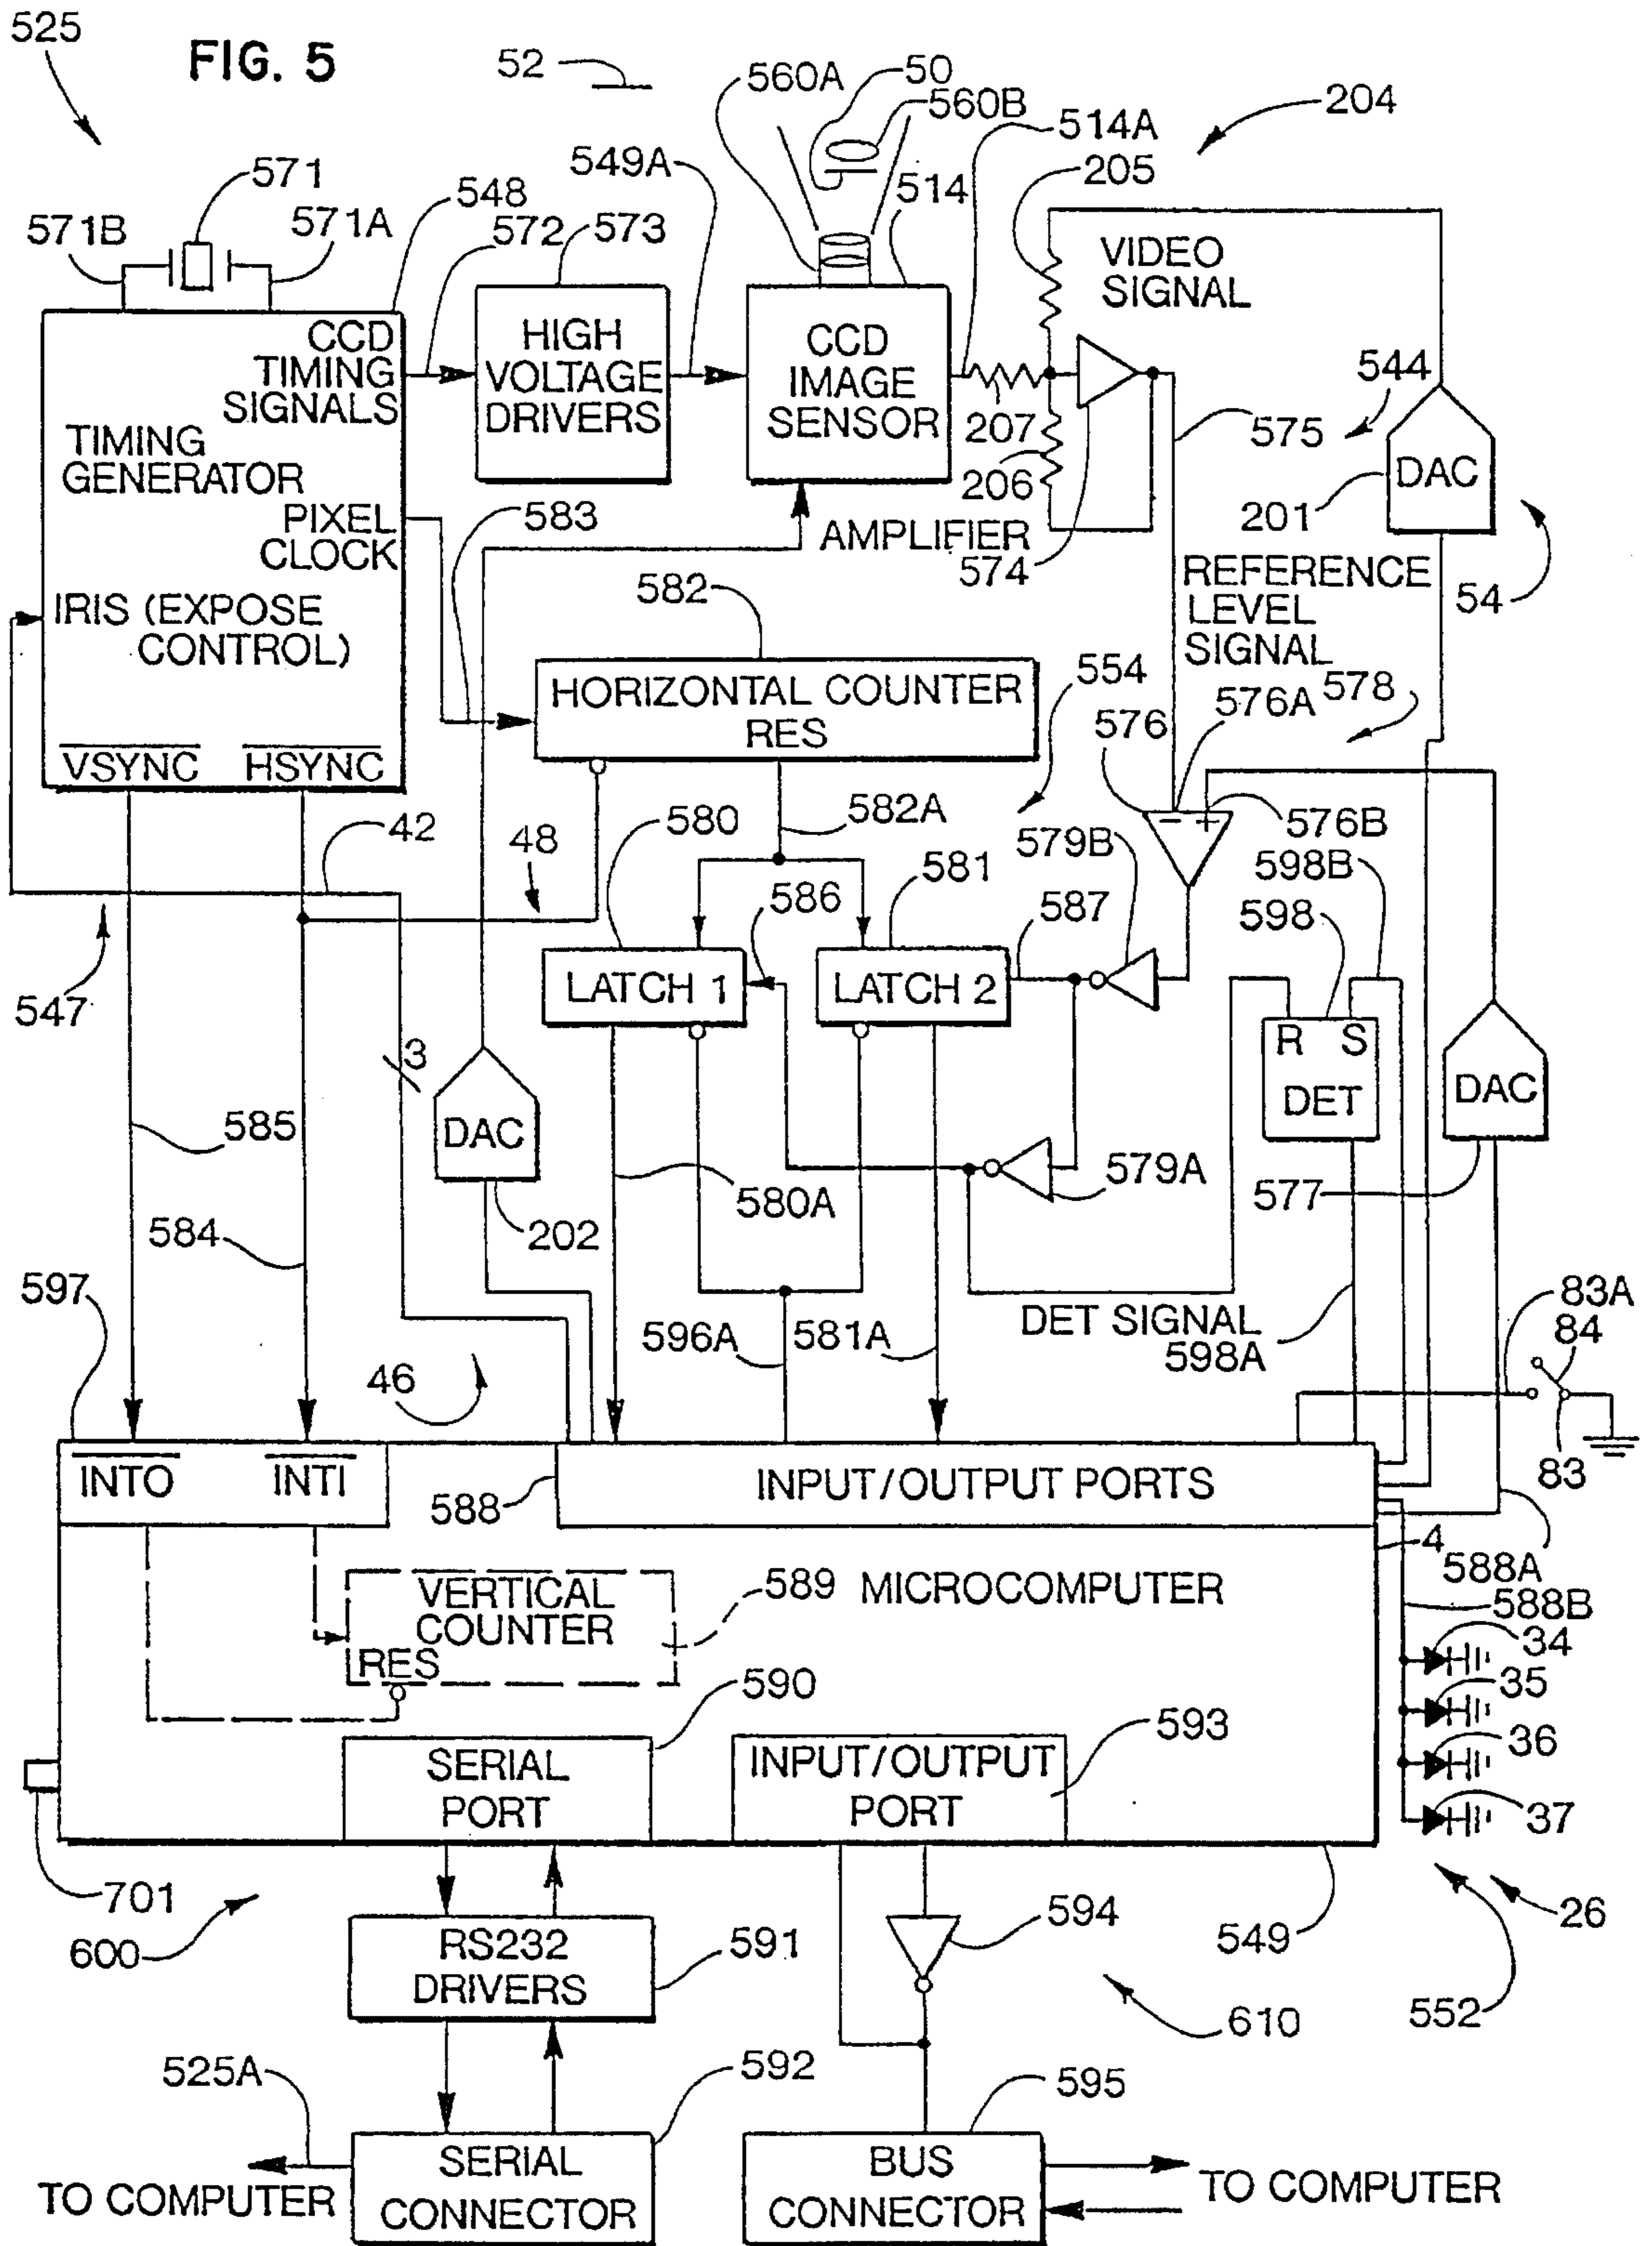 525
FIG. 5
52
560A
50
560B
204
514A
205
571
548
549A
514
571B
571A
572
573
VIDEO
SIGNAL
CCD
TIMING
SIGNALS
HIGH
VOLTAGE
DRIVERS
CCD
IMAGE
SENSOR
207
206
575
544
DAC
201
TIMING
GENERATOR
PIXEL
CLOCK
583
AMPLIFIER
574
REFERENCE
LEVEL
SIGNAL
54
IRIS (EXPOSE
CONTROL)
582
554
576A
578
HORIZONTAL COUNTER
RES
576
VSYNC
HSYNC
42
48
580
582A
579B
576B
581
598B
586
587
598
LATCH 1
LATCH 2
547
3
R S
DET
DAC
DAC
585
580A
579A
577
202
584
597
596A
581A
DET SIGNAL
598A
83A
84
46
83
INTO
INTI
588
INPUT/OUTPUT PORTS
4
588A
VERTICAL
COUNTER
RES
589
MICROCOMPUTER
588B
34
590
35
SERIAL
PORT
INPUT/OUTPUT
PORT
593
36
37
701
600
RS232
DRIVERS
591
594
549
26
552
610
525A
592
595
SERIAL
CONNECTOR
BUS
CONNECTOR
TO COMPUTER
TO COMPUTER